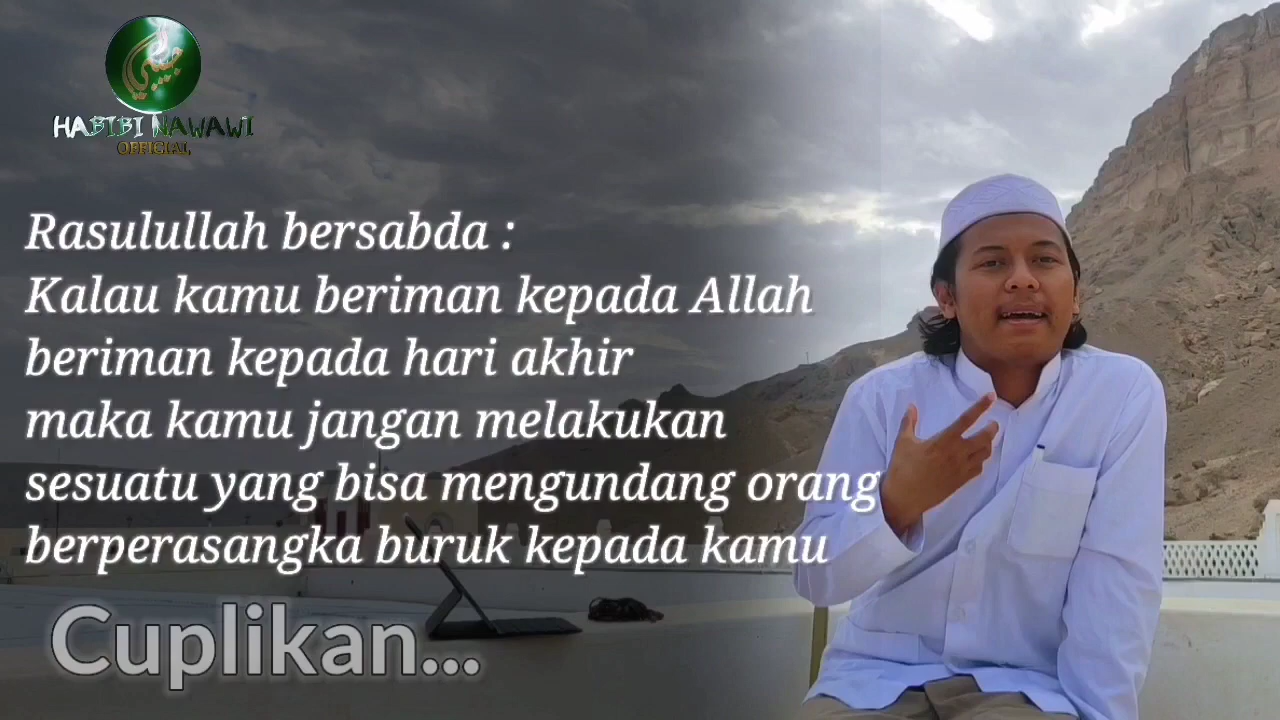 HABIBI NAWAWI
OFFICIAL
Rasulullah bersabda :
Kalau kamu beriman kepada Allah
beriman kepada hari akhir
maka kamu jangan melakukan
sesuatu yang bisa mengundang orang
berperasangka buruk kepada kamu
Cuplikan...